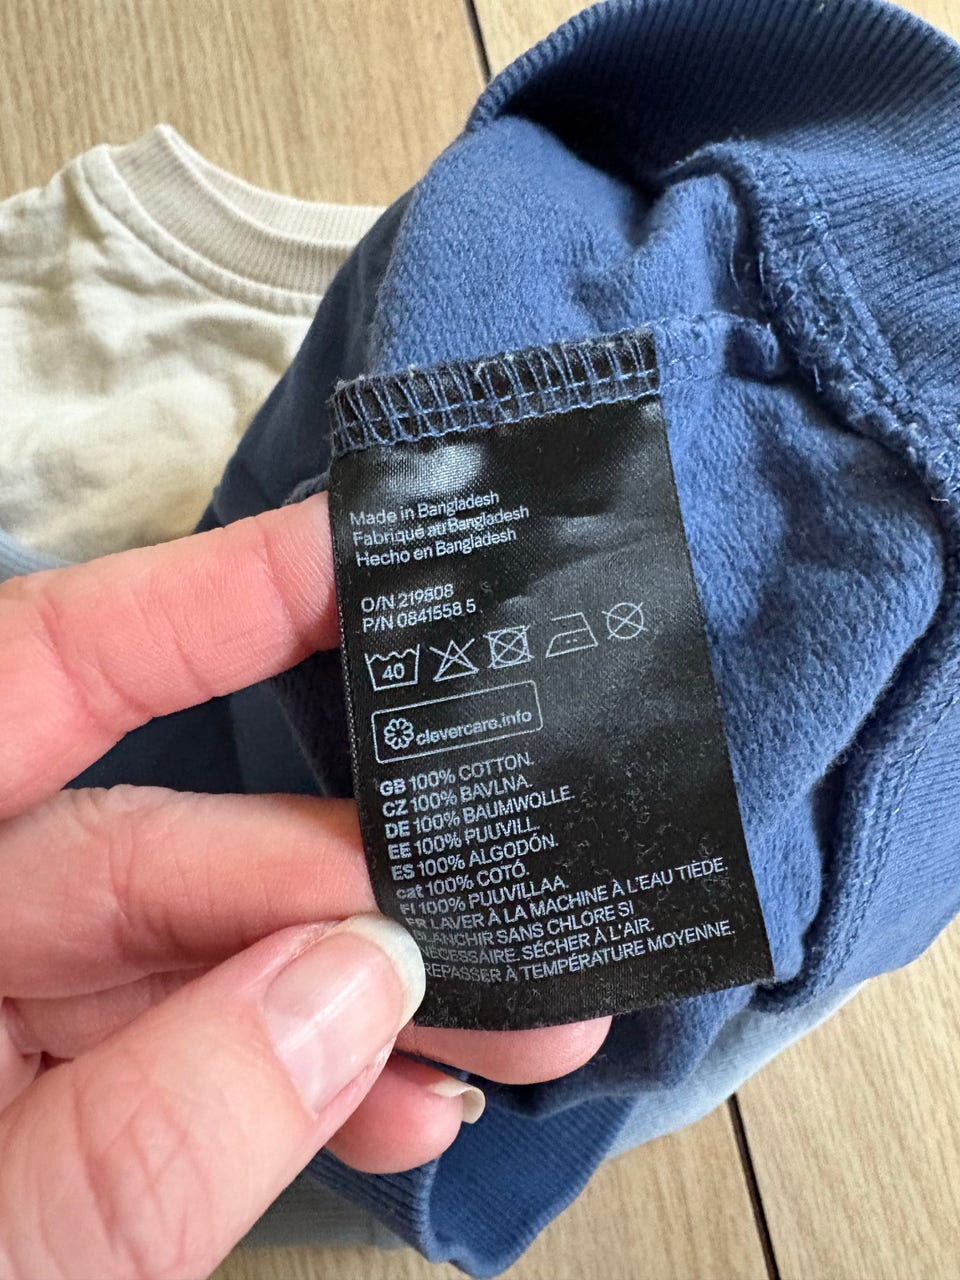 Made in Bangladesh
Fabriqué au Bangladesh
Hecho en Bangladesh
O/N 219808
P/N 0841558 5
40
clevercare.info
GB 100% COTTON.
CZ 100% BAVLNA.
DE 100% BAUMWOLLE.
EE 100% PUUVILL.
ES 100% ALGODÓN.
cat 100% COTÓ.
FI 100% PUUVILLAA.
FR LAVER À LA MACHINE À L'EAU TIÈDE.
BLANCHIR SANS CHLORE SI
NÉCESSAIRE. SÉCHER À L'AIR.
REPASSER À TEMPÉRATURE MOYENNE.